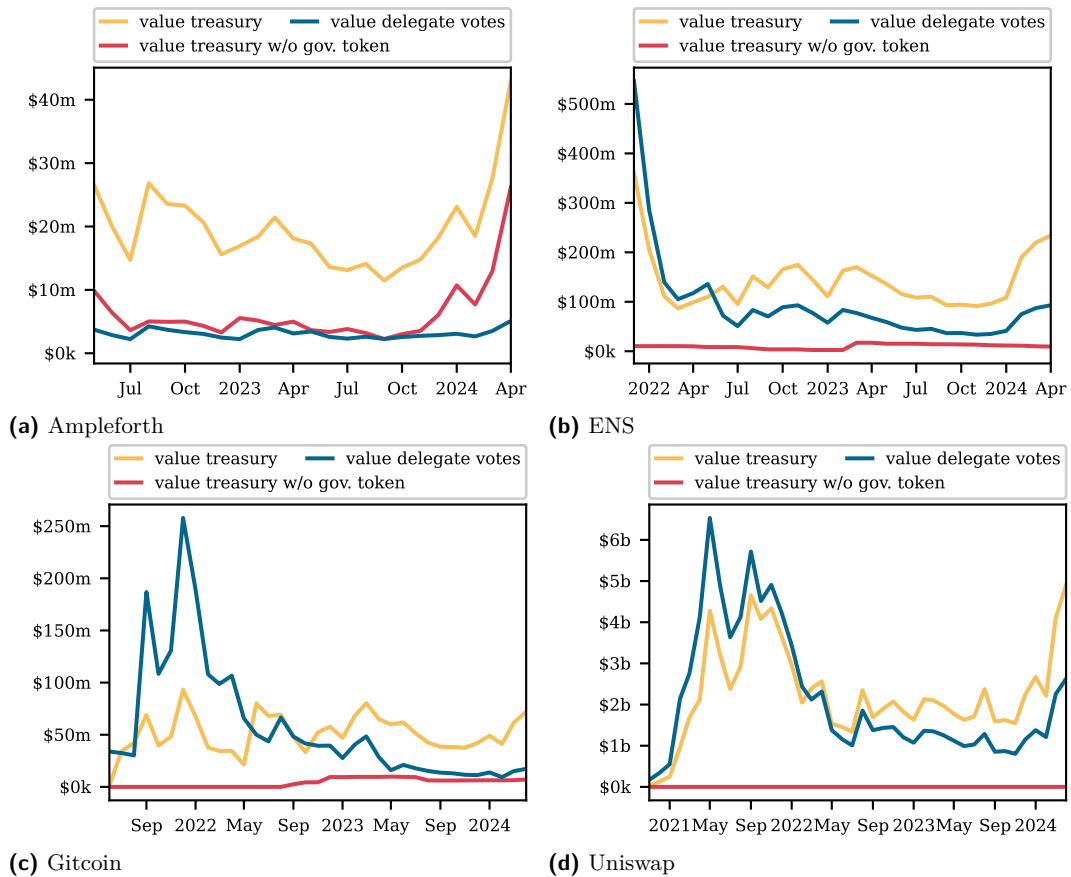 value treasury value delegate votes
value treasury w/o gov. token
$40m
$30m
$20m
$10m
$0k
Jul Oct 2023 Apr Jul Oct 2024 Apr
(a) Ampleforth
value treasury value delegate votes
value treasury w/o gov. token
$500m
$400m
$300m
$200m
$100m
$0k
2022 Apr Jul Oct 2023 Apr Jul Oct 2024 Apr
(b) ENS
value treasury value delegate votes
value treasury w/o gov. token
$250m
$200m
$150m
$100m
$50m
$0k
Sep 2022 May Sep 2023 May Sep 2024
(c) Gitcoin
value treasury value delegate votes
value treasury w/o gov. token
$6b
$5b
$4b
$3b
$2b
$1b
$0k
2021 May Sep 2022 May Sep 2023 May Sep 2024
(d) Uniswap